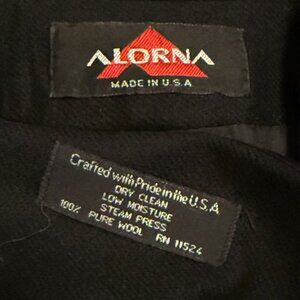 ALORNA
MADE IN U.S.A
Crafted with Pride in the U.S.A
DRY CLEAN
LOW MOISTURE
STEAM PRESS
100% PURE WOOL RN 11524